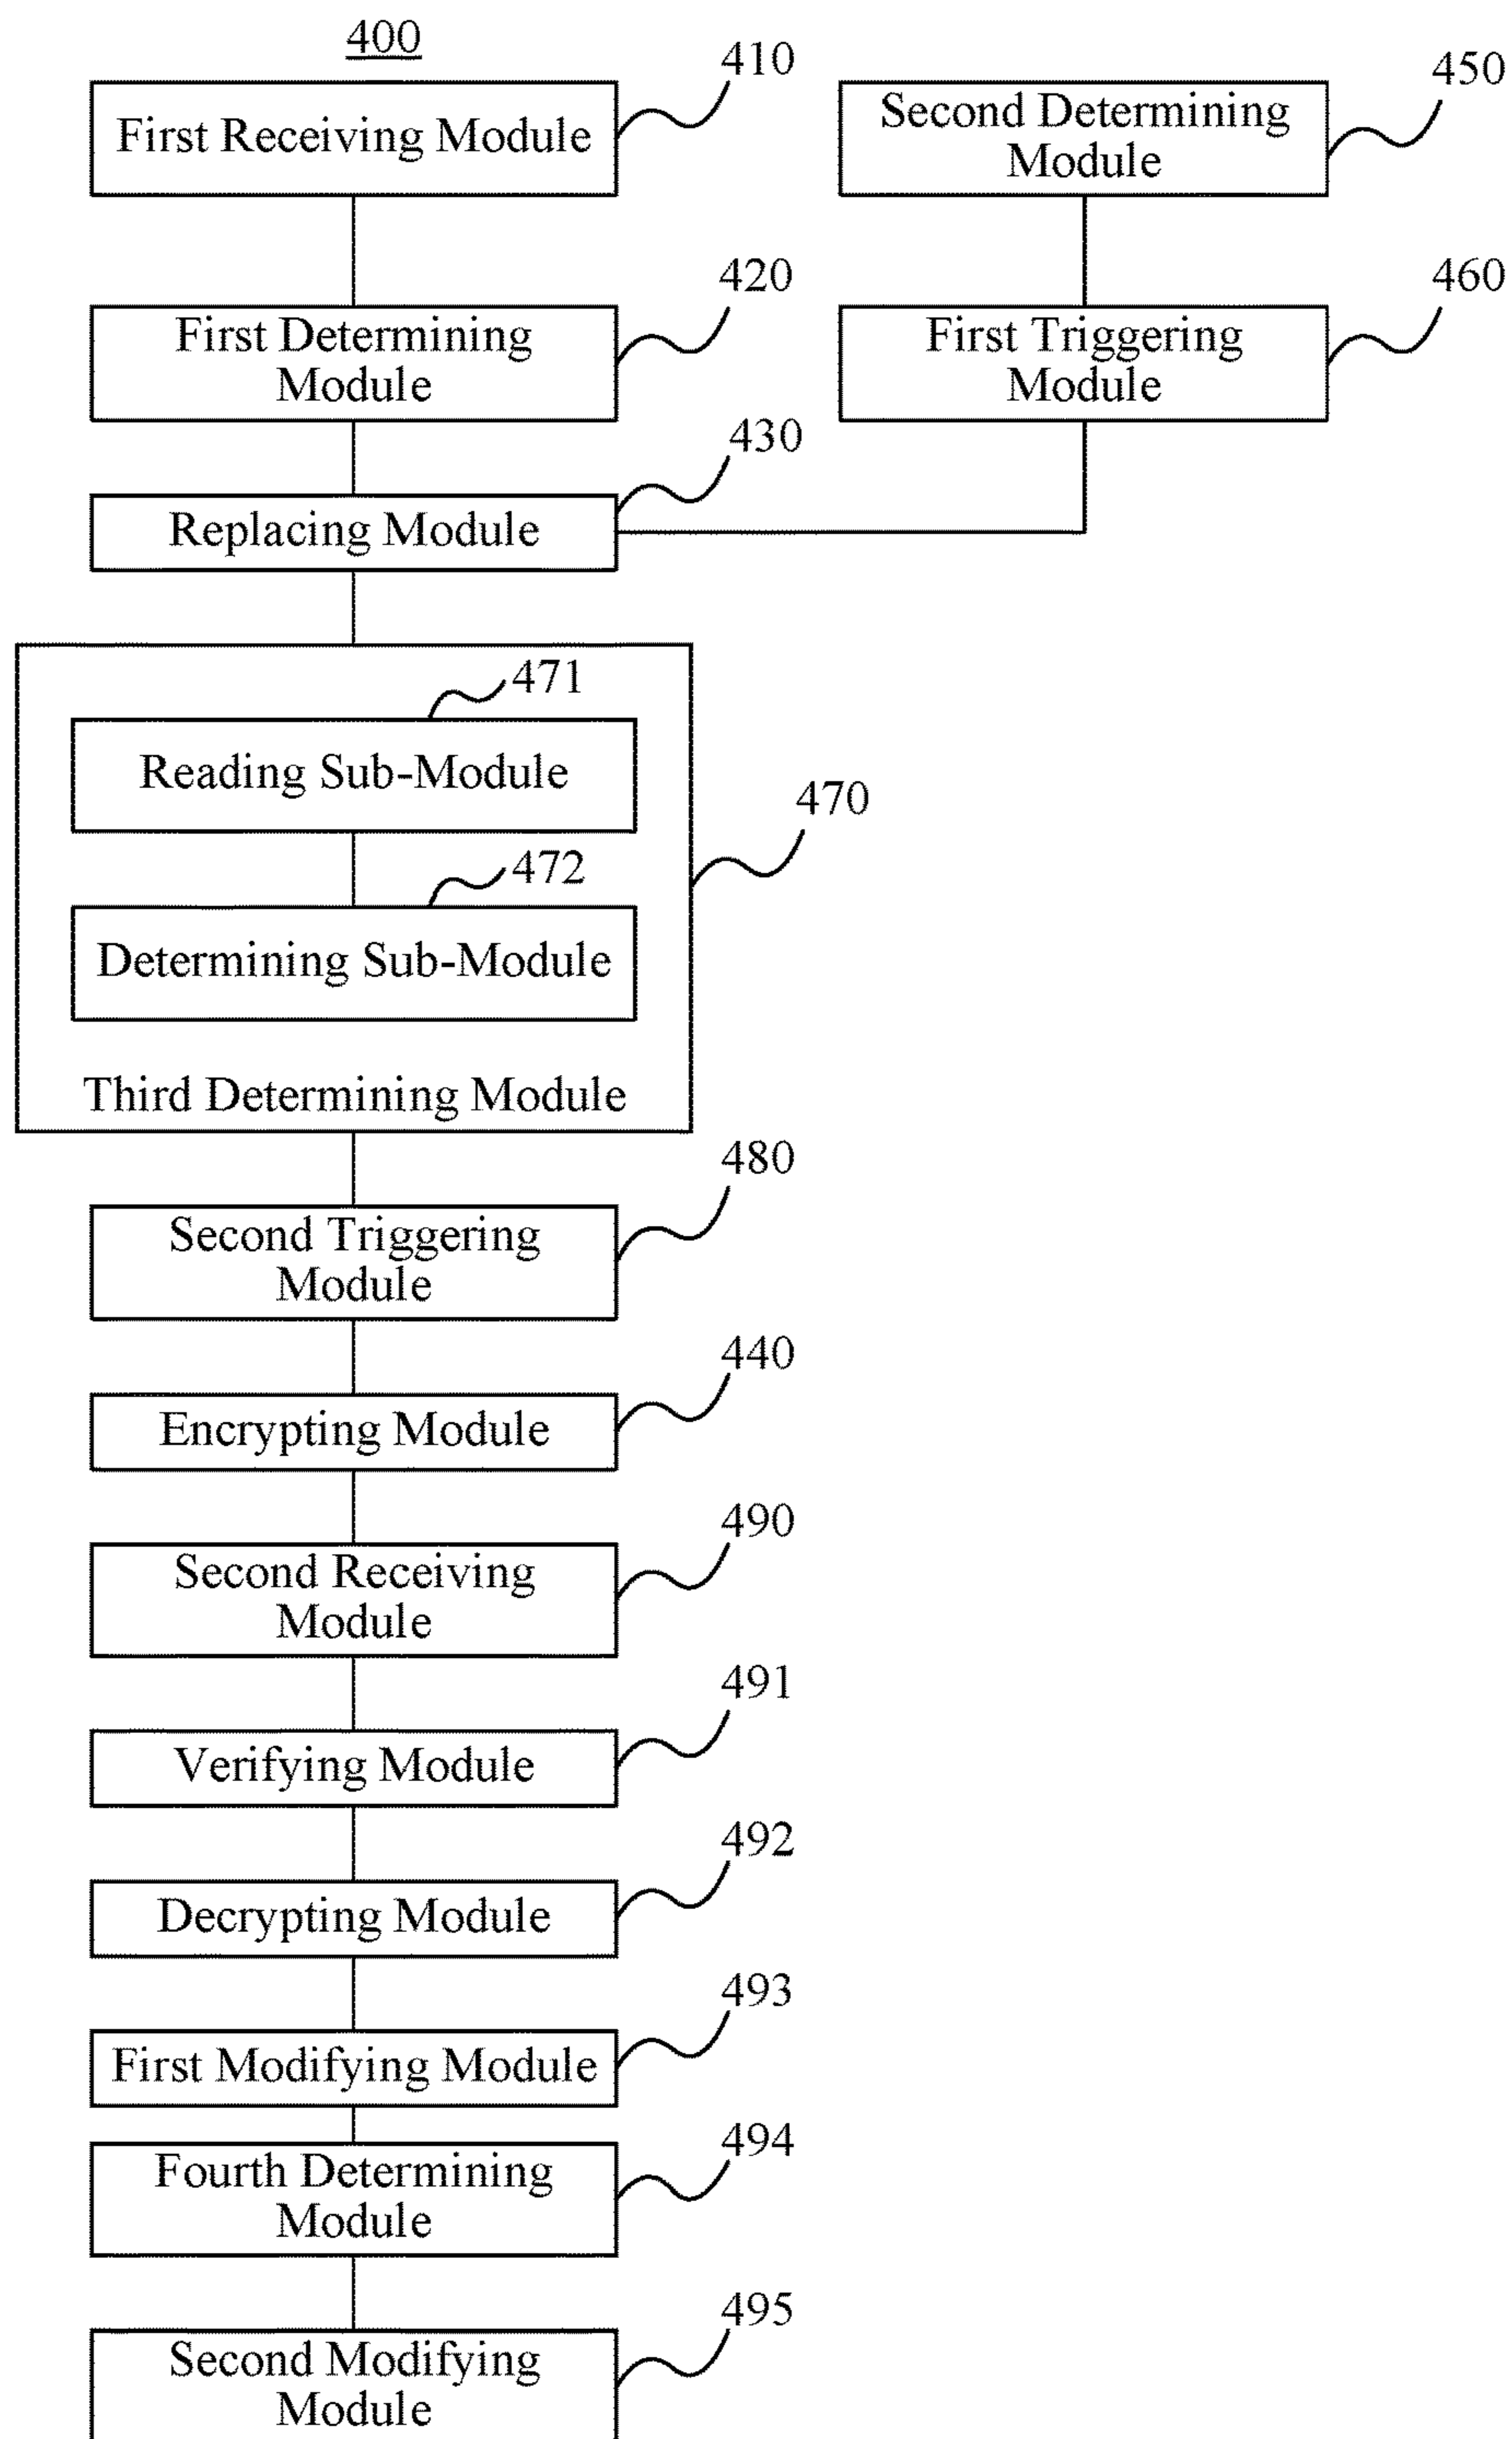 400
410
First Receiving Module
450
Second Determining
Module
420
First Determining
Module
460
First Triggering
Module
430
Replacing Module
471
Reading Sub-Module
470
472
Determining Sub-Module
Third Determining Module
480
Second Triggering
Module
440
Encrypting Module
490
Second Receiving
Module
491
Verifying Module
492
Decrypting Module
493
First Modifying Module
494
Fourth Determining
Module
495
Second Modifying
Module